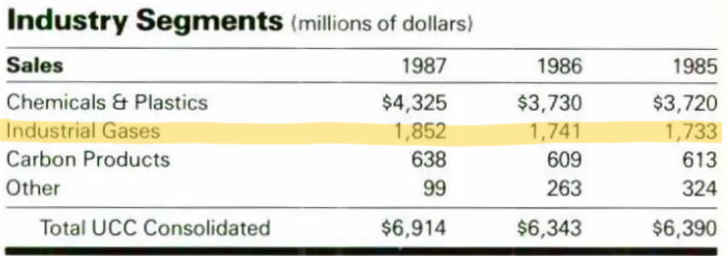 Industry Segments (millions of dollars)
Sales 1987 1986 1985
Chemicals & Plastics $4,325 $3,730 $3,720
Industrial Gases 1,852 1,741 1,733
Carbon Products 638 609 613
Other 99 263 324
Total UCC Consolidated $6,914 $6,343 $6,390